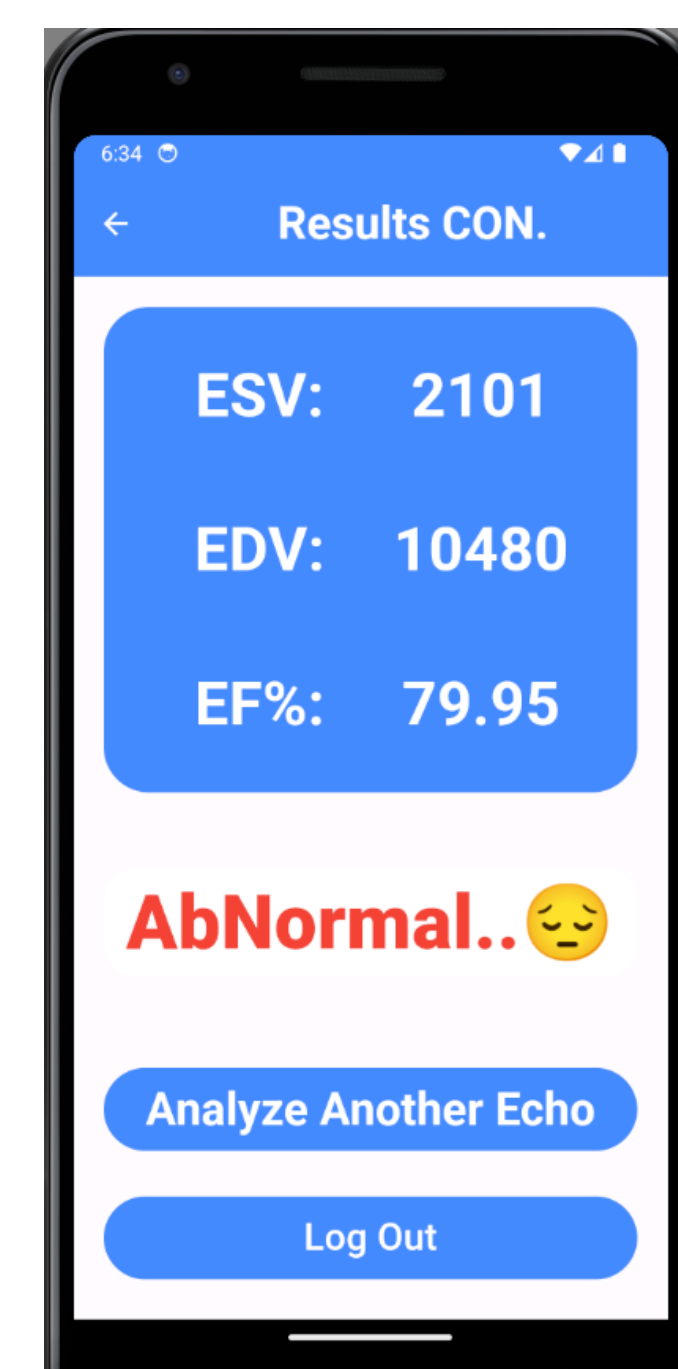 6:34
Results CON.
ESV: 2101
EDV: 10480
EF%: 79.95
AbNormal..😔
Analyze Another Echo
Log Out